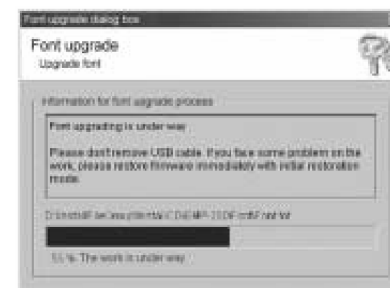 Font upgrade dialog box
Font upgrade
Upgrade font
Information for font upgrade process
Font upgrading is under way
Please don't remove USB cable. If you face some problem on the
work, please restore firmware immediately with initial restoration
mode.
55 %. The work is under way